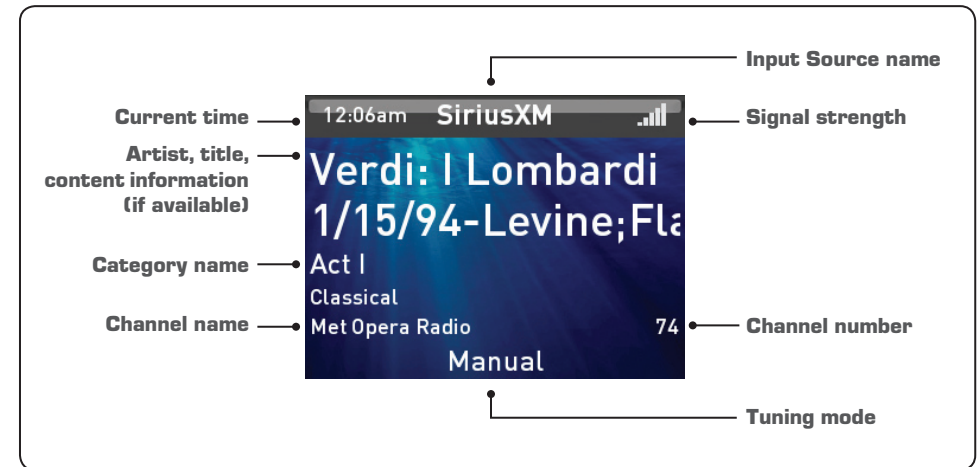 Input Source name
Current time
12:06am SiriusXM
Signal strength
Artist, title,
content information
(if available)
Verdi: I Lombardi
1/15/94-Levine;Fla
Category name
Act I
Classical
Channel name
Met Opera Radio 74
Channel number
Manual
Tuning mode